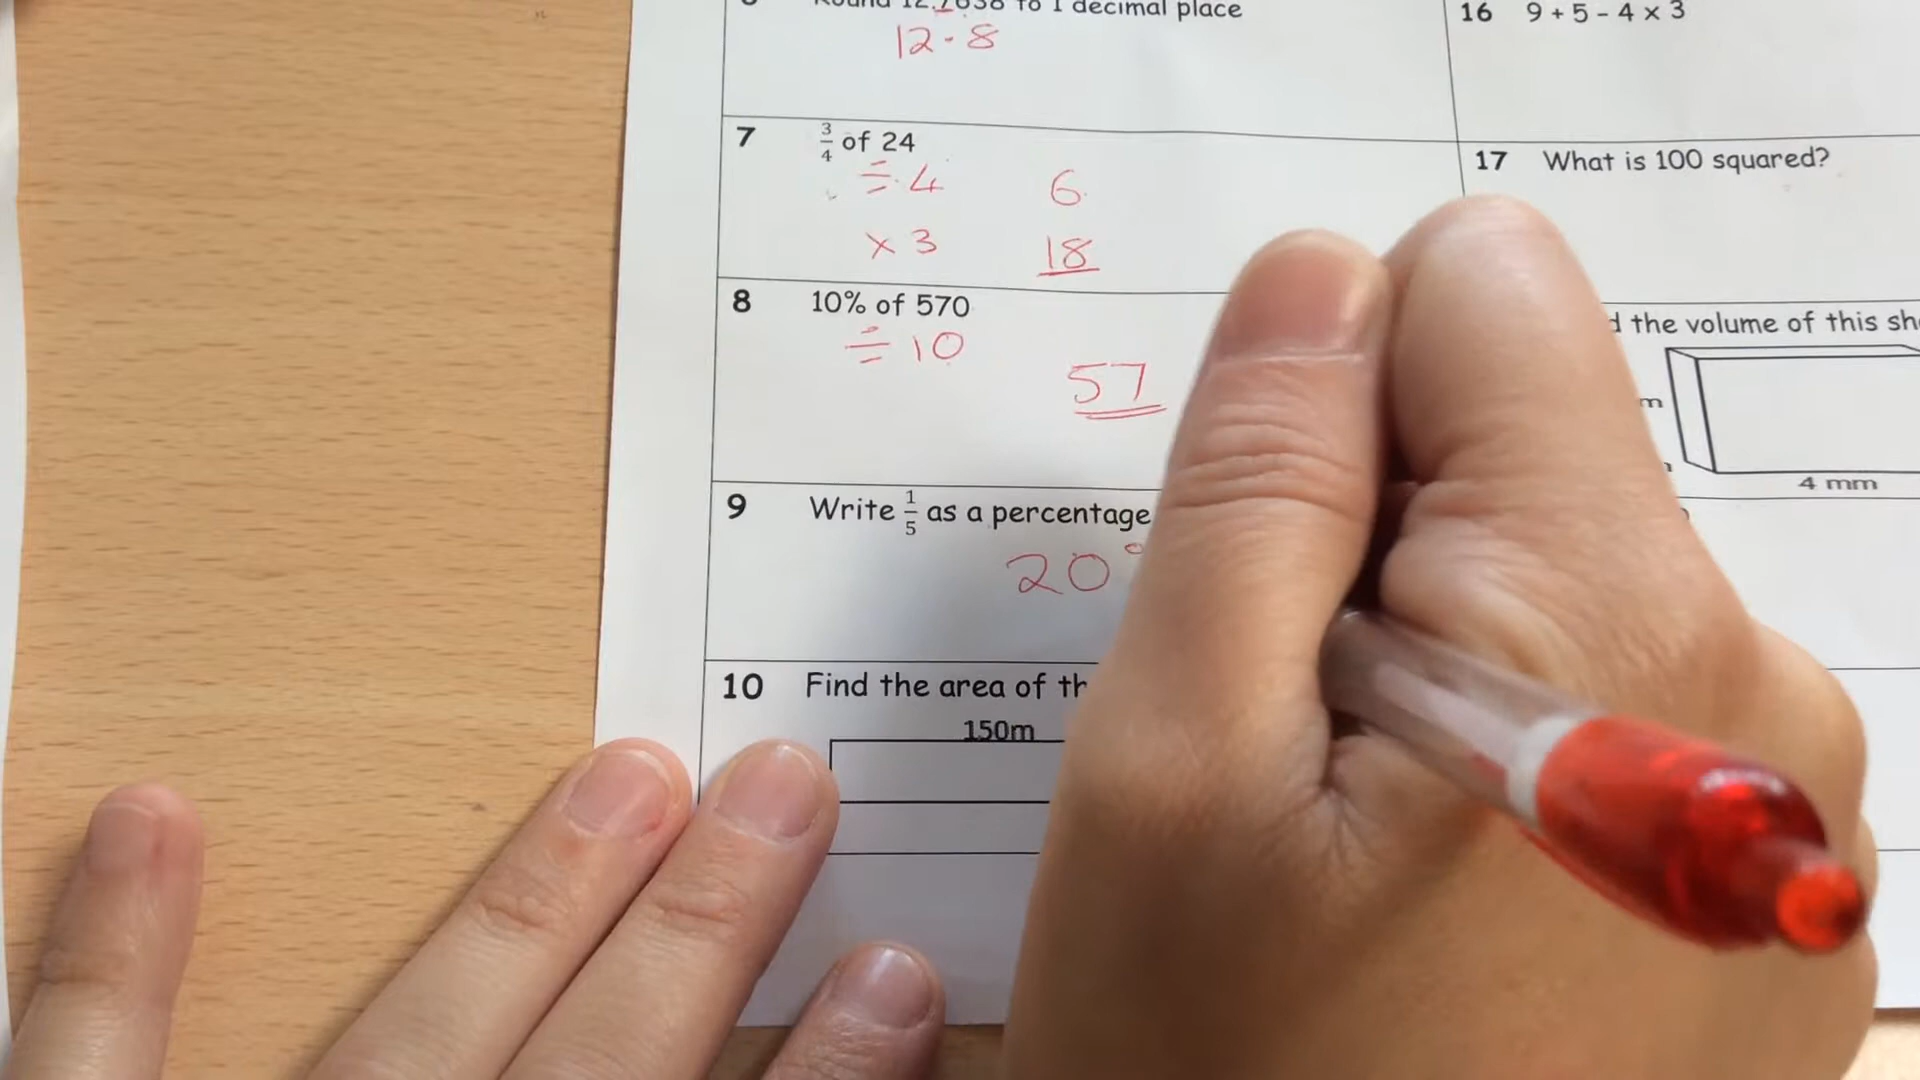 to 1 decimal place
12.8
7 3/4 of 24
÷ 4 6
× 3 18
8 10% of 570
÷ 10
57
9 Write 1/5 as a percentage
20
10 Find the area of
150m
16 9 + 5 - 4 x 3
17 What is 100 squared?
the volume of this
m
4 mm